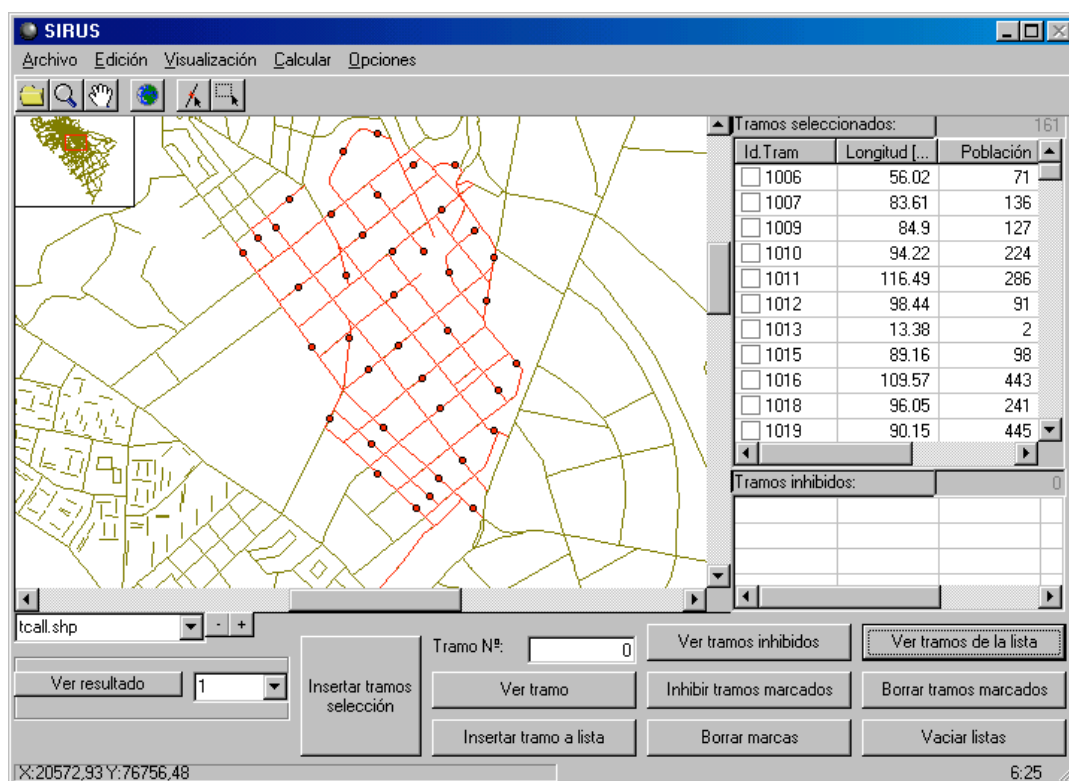 SIRUS
Archivo Edición Visualización Calcular Opciones
Tramos seleccionados: 161
Id.Tram Longitud [... Población
1006 56.02 71
1007 83.61 136
1009 84.9 127
1010 94.22 224
1011 116.49 286
1012 98.44 91
1013 13.38 2
1015 89.16 98
1016 109.57 443
1018 96.05 241
1019 90.15 445
Tramos inhibidos: 0
tcall.shp - +
Ver resultado 1
Insertar tramos selección
Tramo Nº: 0
Ver tramo
Insertar tramo a lista
Ver tramos inhibidos
Inhibir tramos marcados
Borrar marcas
Ver tramos de la lista
Borrar tramos marcados
Vaciar listas
X:20572,93 Y:76756,48 6:25